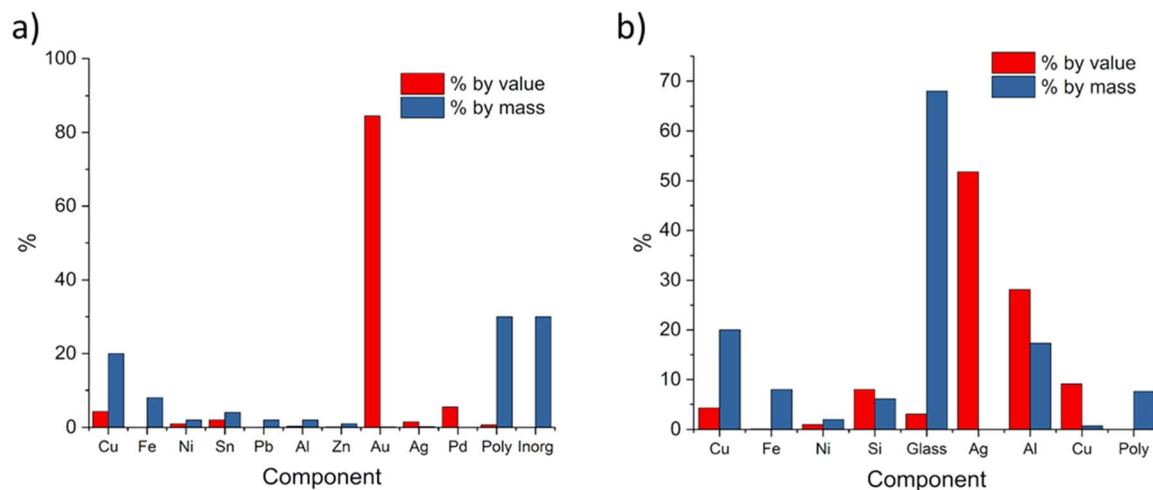 a)
100
80
60
40
20
0
%
% by value
% by mass
Cu Fe Ni Sn Pb Al Zn Au Ag Pd Poly Inorg
Component
b)
70
60
50
40
30
20
10
0
%
% by value
% by mass
Cu Fe Ni Si Glass Ag Al Cu Poly
Component